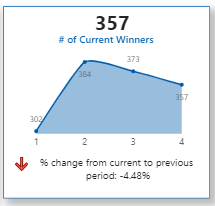 357
# of Current Winners
373
384
357
302
1 2 3 4
% change from current to previous
period: -4.48%